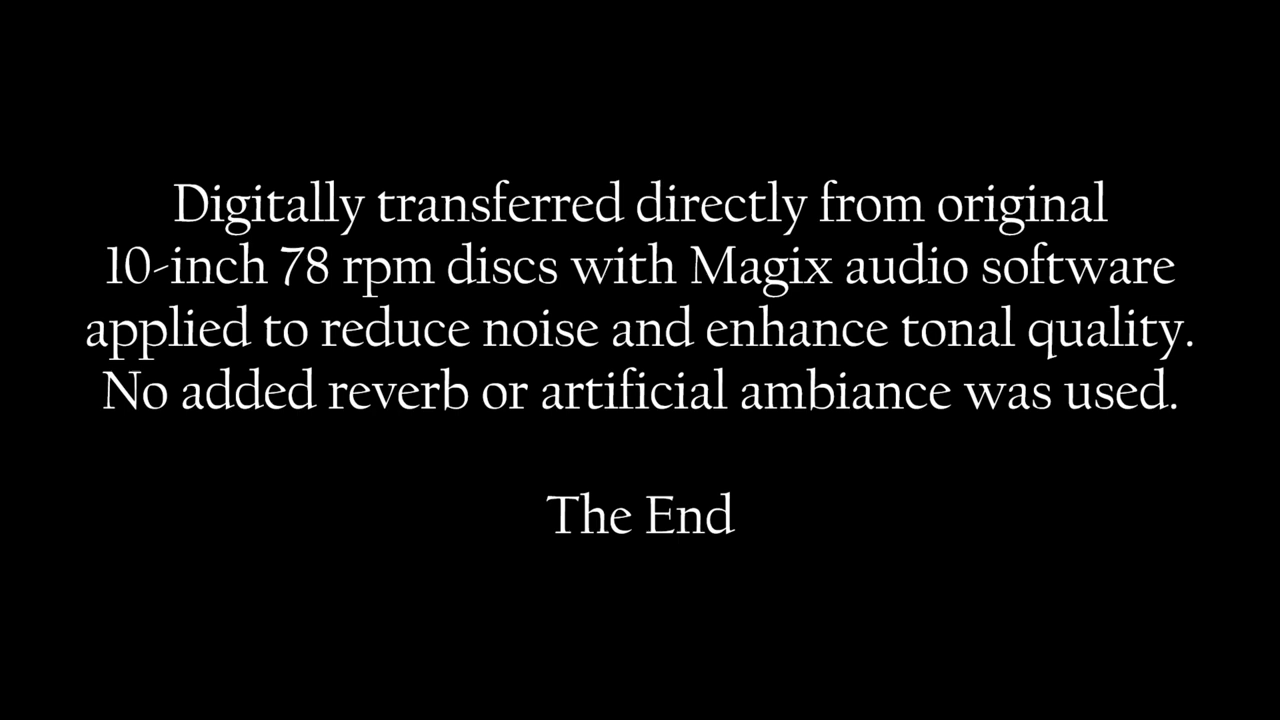 Digitally transferred directly from original
10-inch 78 rpm discs with Magix audio software
applied to reduce noise and enhance tonal quality.
No added reverb or artificial ambiance was used.
The End